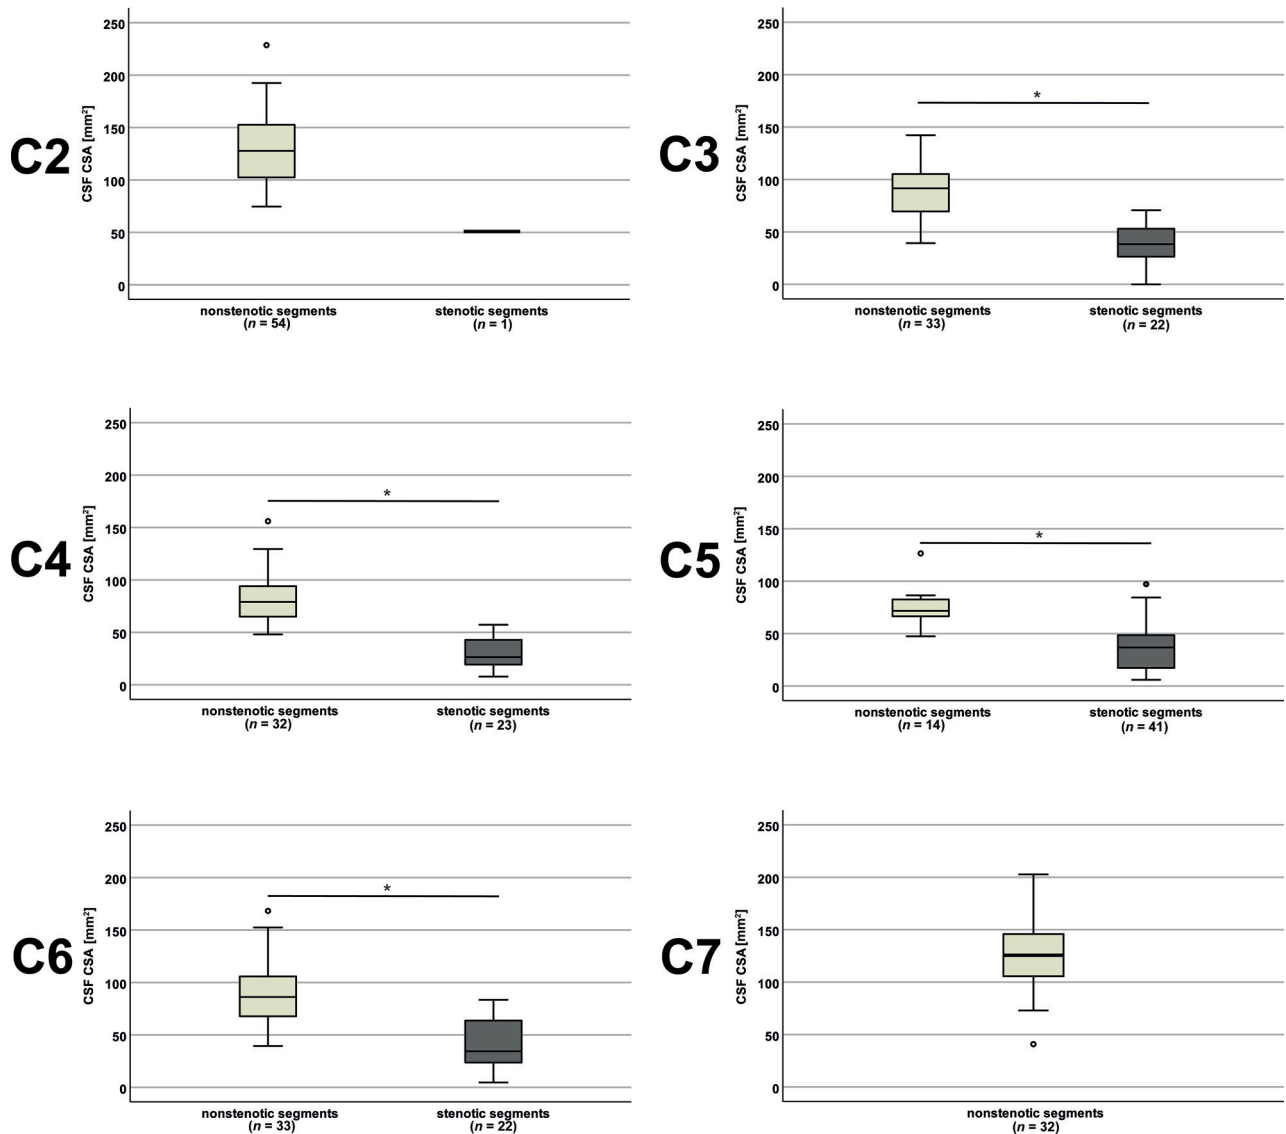 C2
CSF CSA [mm²]
250
200
150
100
50
0
nonstenotic segments
(n = 54)
stenotic segments
(n = 1)
C3
CSF CSA [mm²]
250
200
150
100
50
0
*
nonstenotic segments
(n = 33)
stenotic segments
(n = 22)
C4
CSF CSA [mm²]
250
200
150
100
50
0
*
nonstenotic segments
(n = 32)
stenotic segments
(n = 23)
C5
CSF CSA [mm²]
250
200
150
100
50
0
*
nonstenotic segments
(n = 14)
stenotic segments
(n = 41)
C6
CSF CSA [mm²]
250
200
150
100
50
0
*
nonstenotic segments
(n = 33)
stenotic segments
(n = 22)
C7
CSF CSA [mm²]
250
200
150
100
50
0
nonstenotic segments
(n = 32)